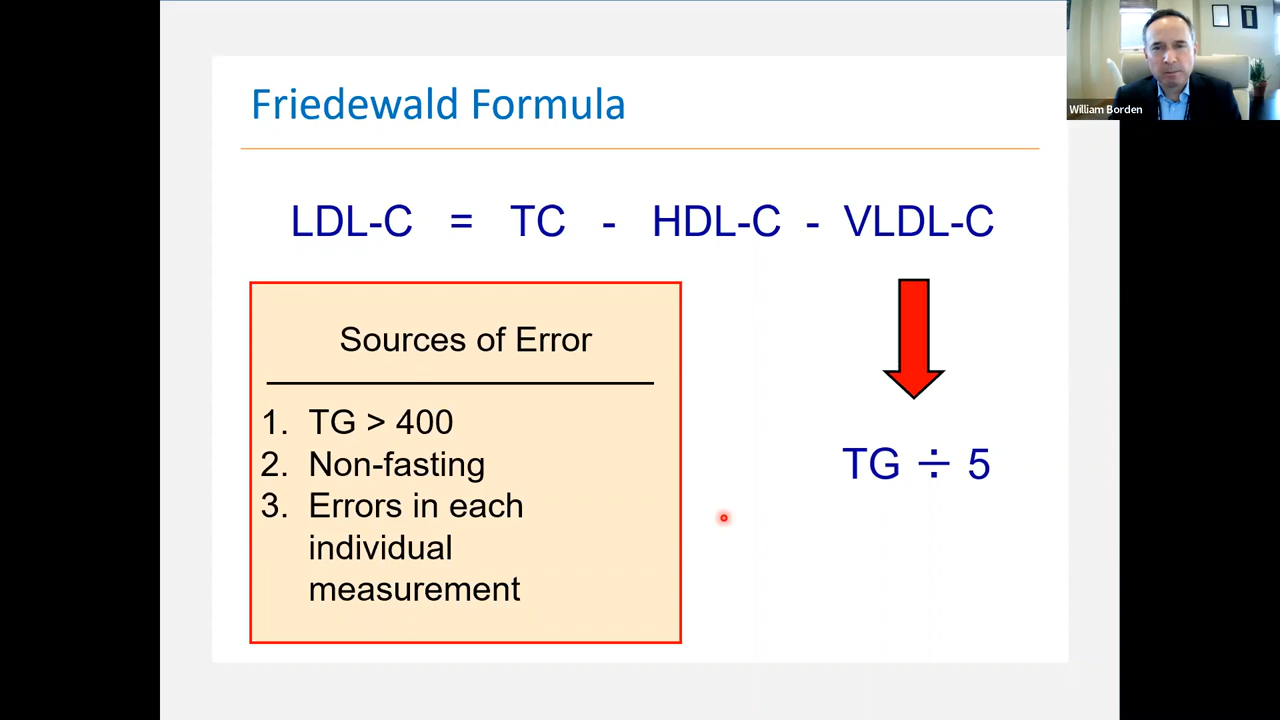 Friedewald Formula
William Borden
LDL-C = TC - HDL-C - VLDL-C
Sources of Error
1. TG > 400
2. Non-fasting
3. Errors in each
individual
measurement
TG ÷ 5